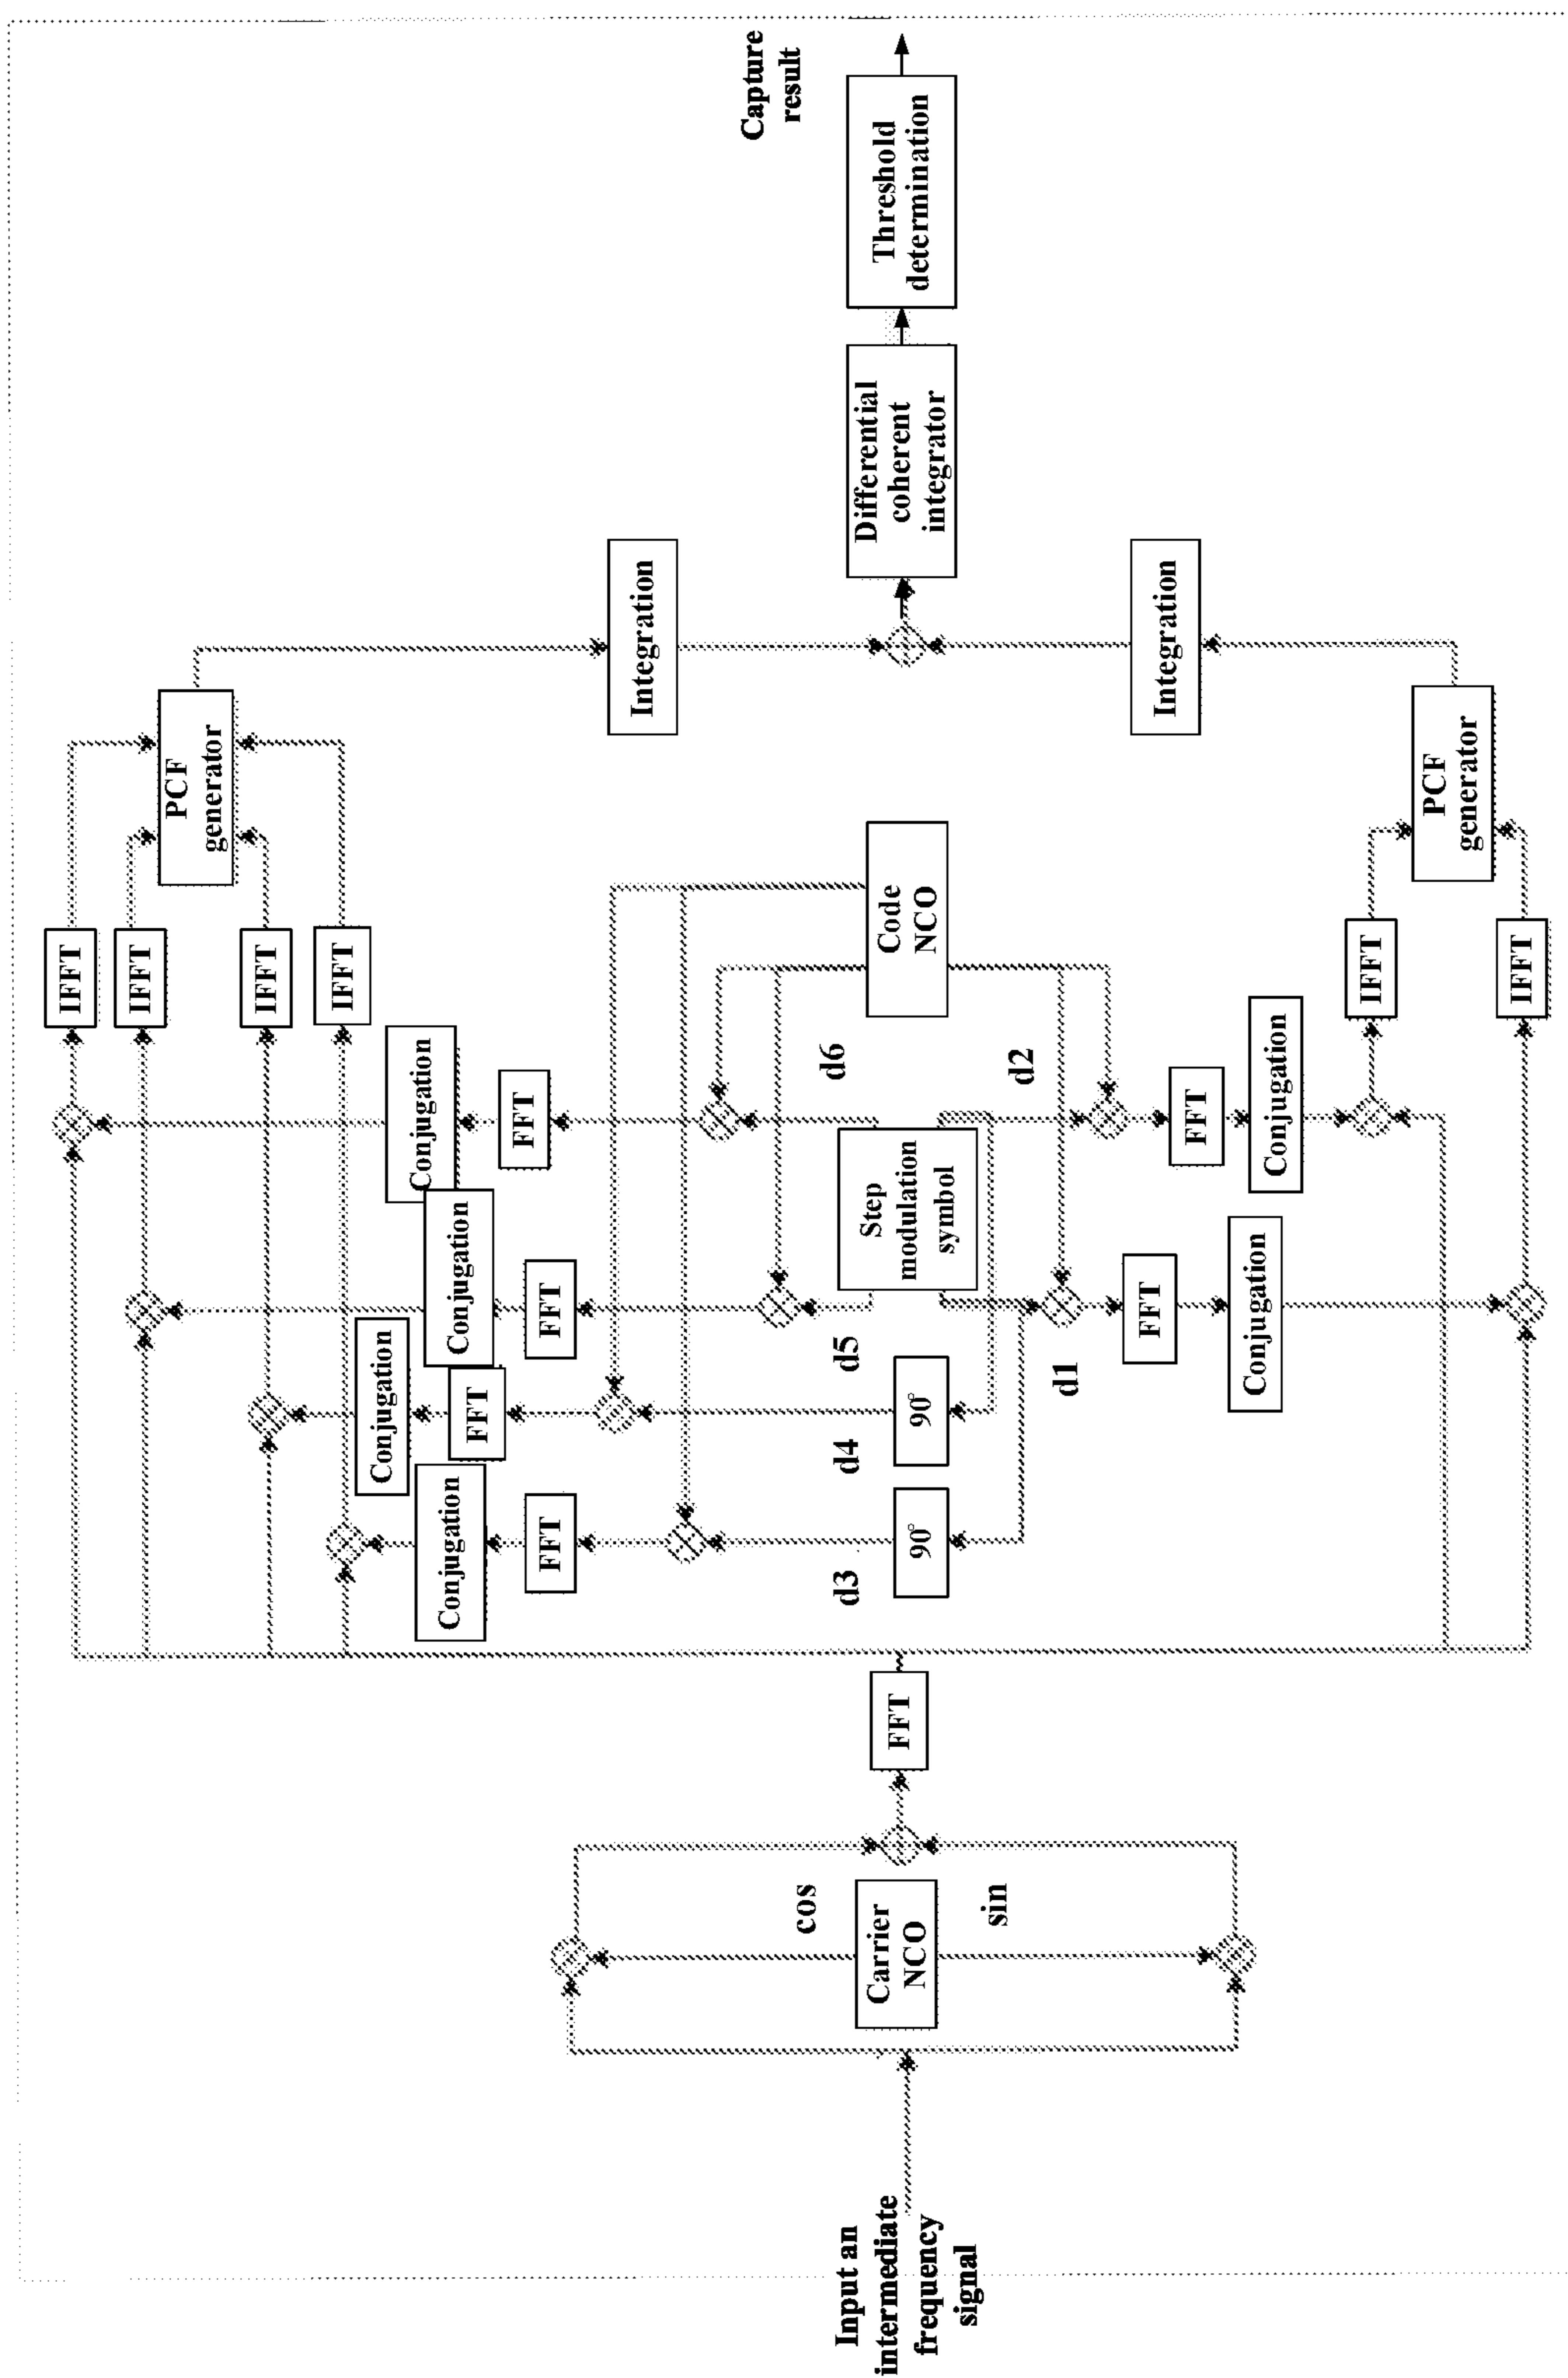 Input an
intermediate
frequency
signal
cos
Carrier
NCO
sin
FFT
IFFT
IFFT
IFFT
IFFT
PCF
generator
Conjugation
FFT
Conjugation
FFT
Conjugation
FFT
Conjugation
FFT
d3
90°
d4
90°
d5
d6
Step
modulation
symbol
Code
NCO
d1
d2
FFT
Conjugation
FFT
Conjugation
IFFT
IFFT
PCF
generator
Integration
Integration
Differential
coherent
integrator
Threshold
determination
Capture
result